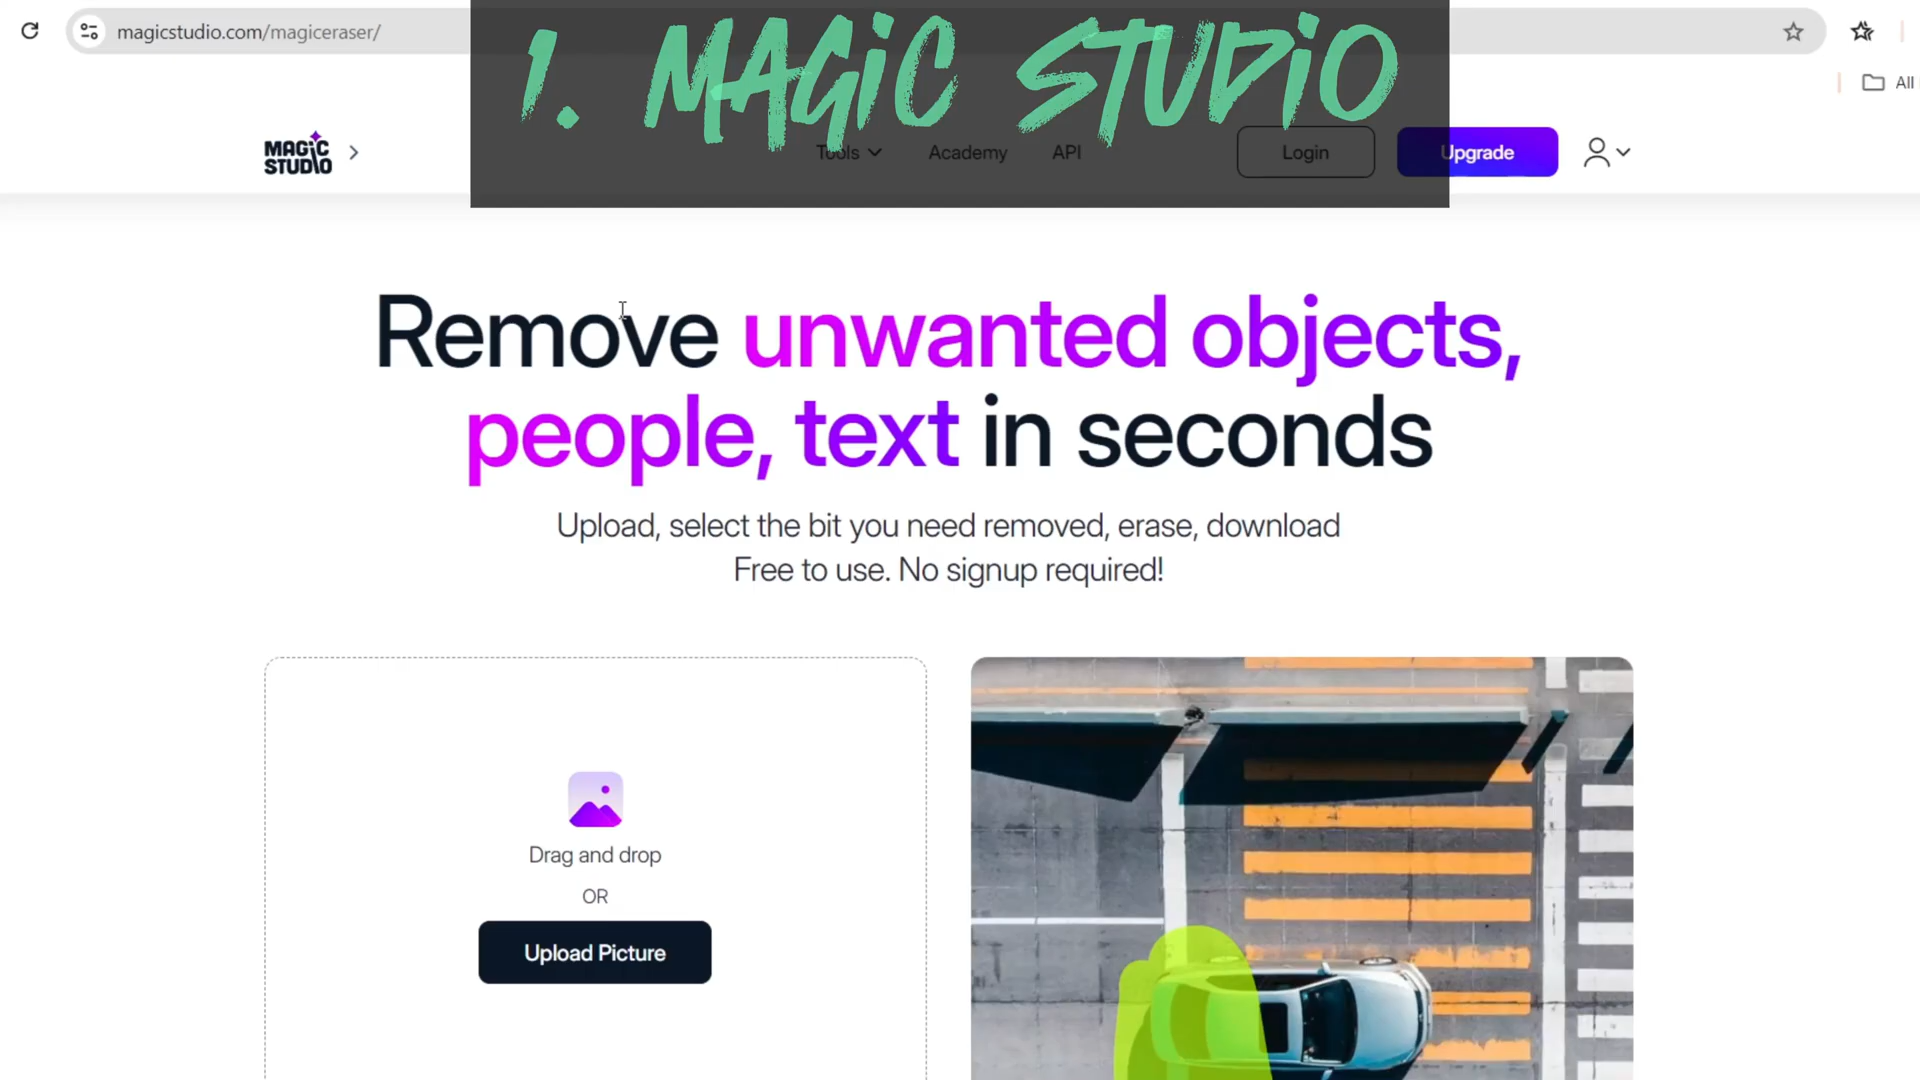 magicstudio.com/magiceraser/
1. MAGiC STUDiO
All
MAGiC
STUDIO
Tools
Academy
API
Login
Upgrade
Remove unwanted objects,
people, text in seconds
Upload, select the bit you need removed, erase, download
Free to use. No signup required!
Drag and drop
OR
Upload Picture